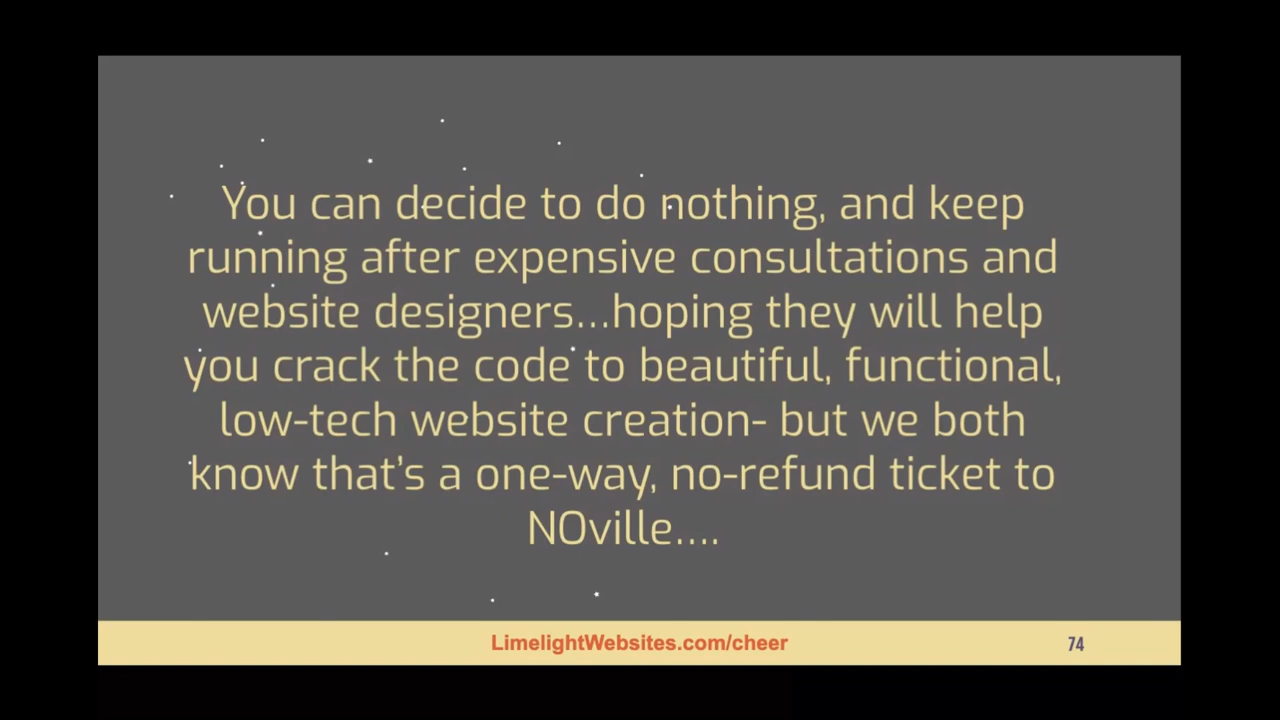 You can decide to do nothing, and keep
running after expensive consultations and
website designers...hoping they will help
you crack the code to beautiful, functional,
low-tech website creation- but we both
know that's a one-way, no-refund ticket to
NOville....
LimelightWebsites.com/cheer
74